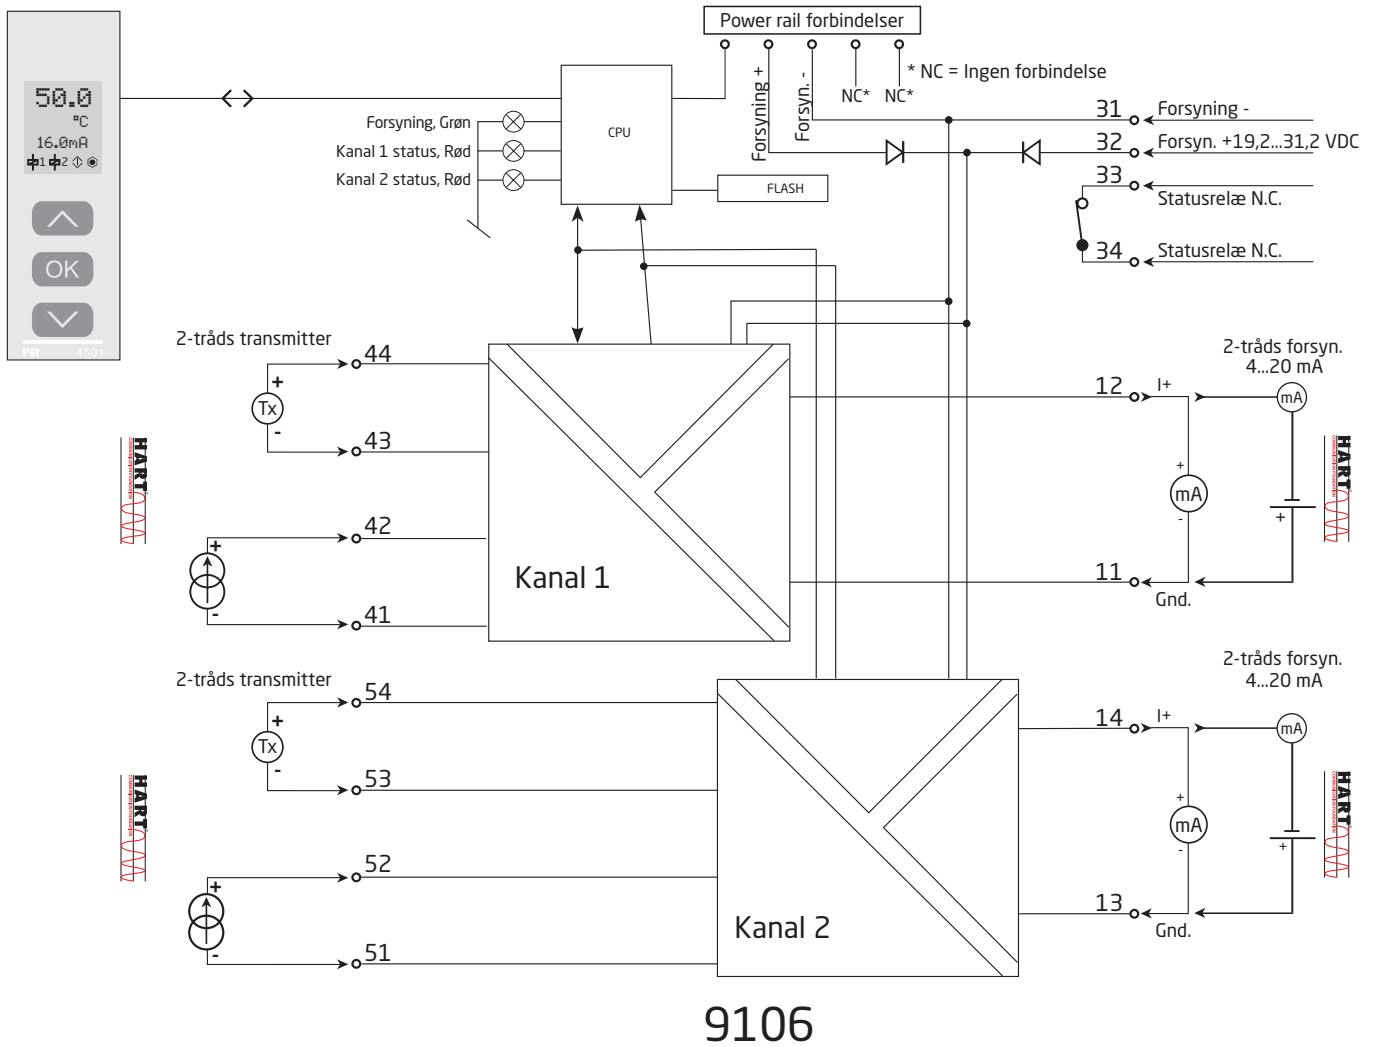 Power rail forbindelser
* NC = Ingen forbindelse
Forsyning +
Forsyn. -
NC*
NC*
50.0
°C
16.0mA
1
2
OK
PR 4501
Forsyning, Grøn
Kanal 1 status, Rød
Kanal 2 status, Rød
CPU
FLASH
31 Forsyning -
32 Forsyn. +19,2...31,2 VDC
33
Statusrelæ N.C.
34 Statusrelæ N.C.
2-tråds transmitter
44
+
Tx
-
43
HART
42
+
-
41
Kanal 1
2-tråds forsyn.
4...20 mA
12 I+
mA
+
mA
-
+
11
Gnd.
HART
2-tråds transmitter
54
+
Tx
-
53
HART
52
+
-
51
Kanal 2
2-tråds forsyn.
4...20 mA
14 I+
mA
+
mA
-
+
13
Gnd.
HART
9106